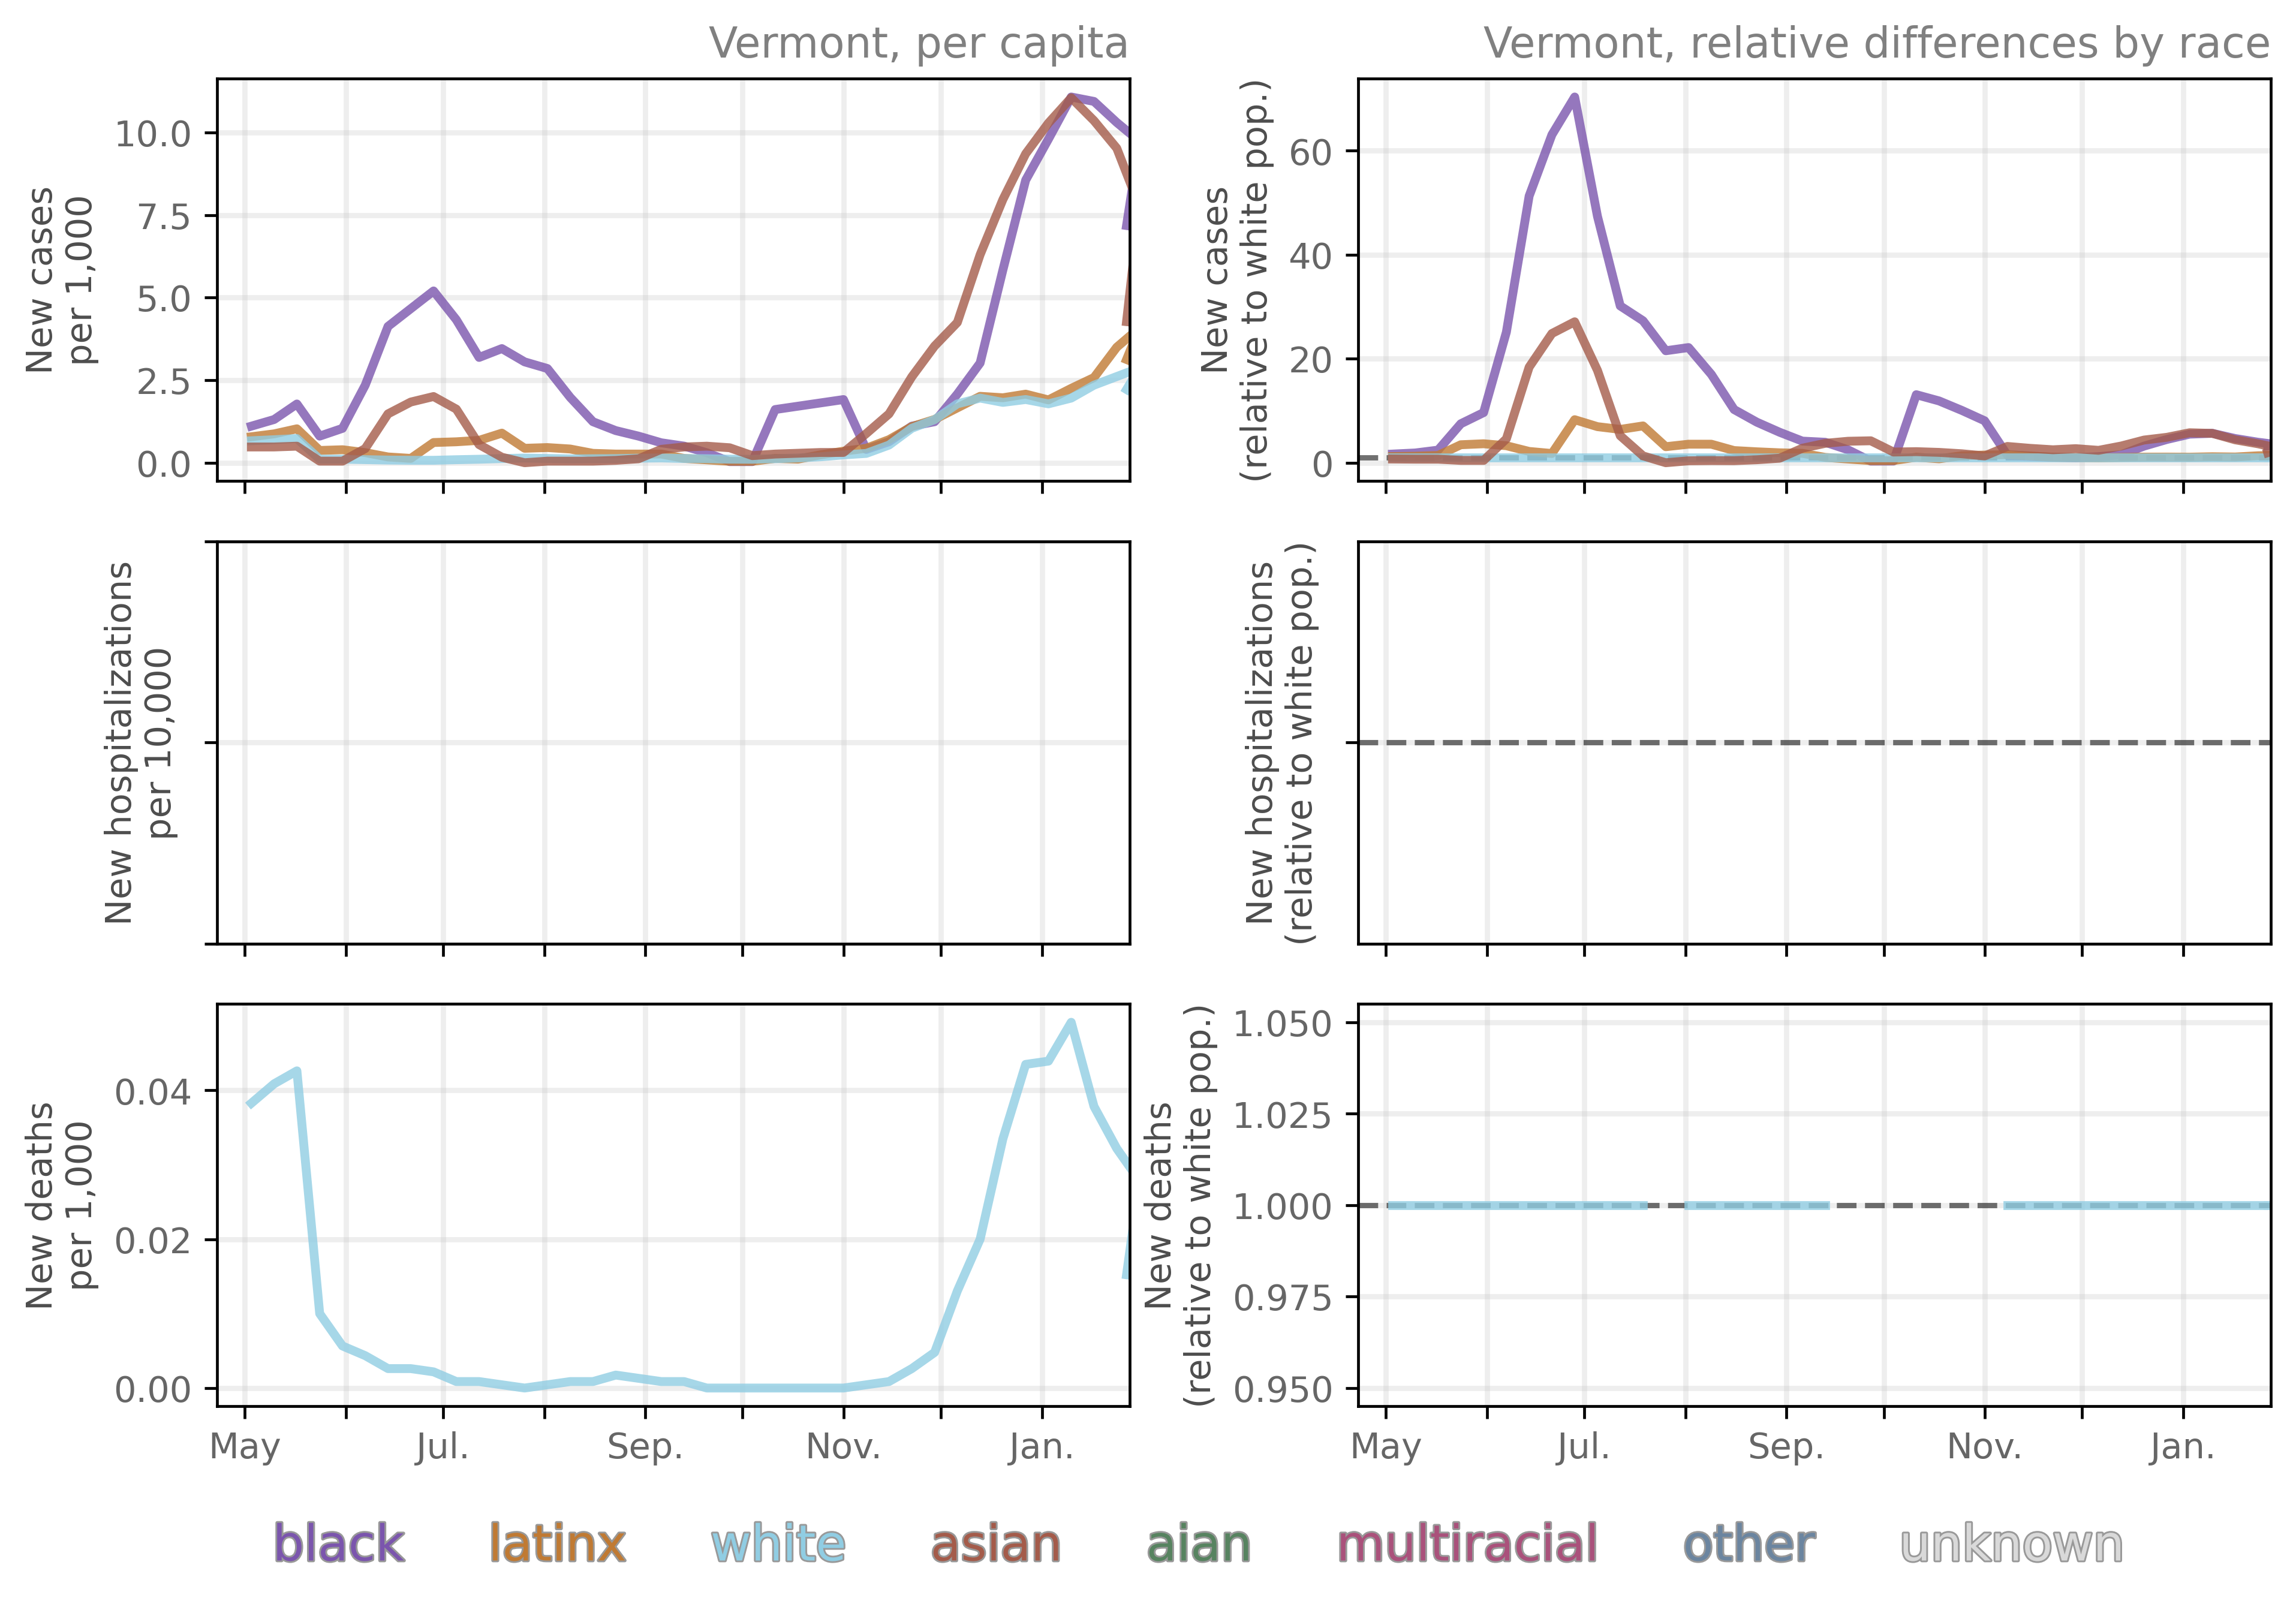 Vermont, per capita
Vermont, relative differences by race
New cases
per 1,000
10.0
7.5
5.0
2.5
0.0
New cases
(relative to white pop.)
60
40
20
0
New hospitalizations
per 10,000
New hospitalizations
(relative to white pop.)
New deaths
per 1,000
0.04
0.02
0.00
May
Jul.
Sep.
Nov.
Jan.
New deaths
(relative to white pop.)
1.050
1.025
1.000
0.975
0.950
May
Jul.
Sep.
Nov.
Jan.
black latinx white asian aian multiracial other unknown